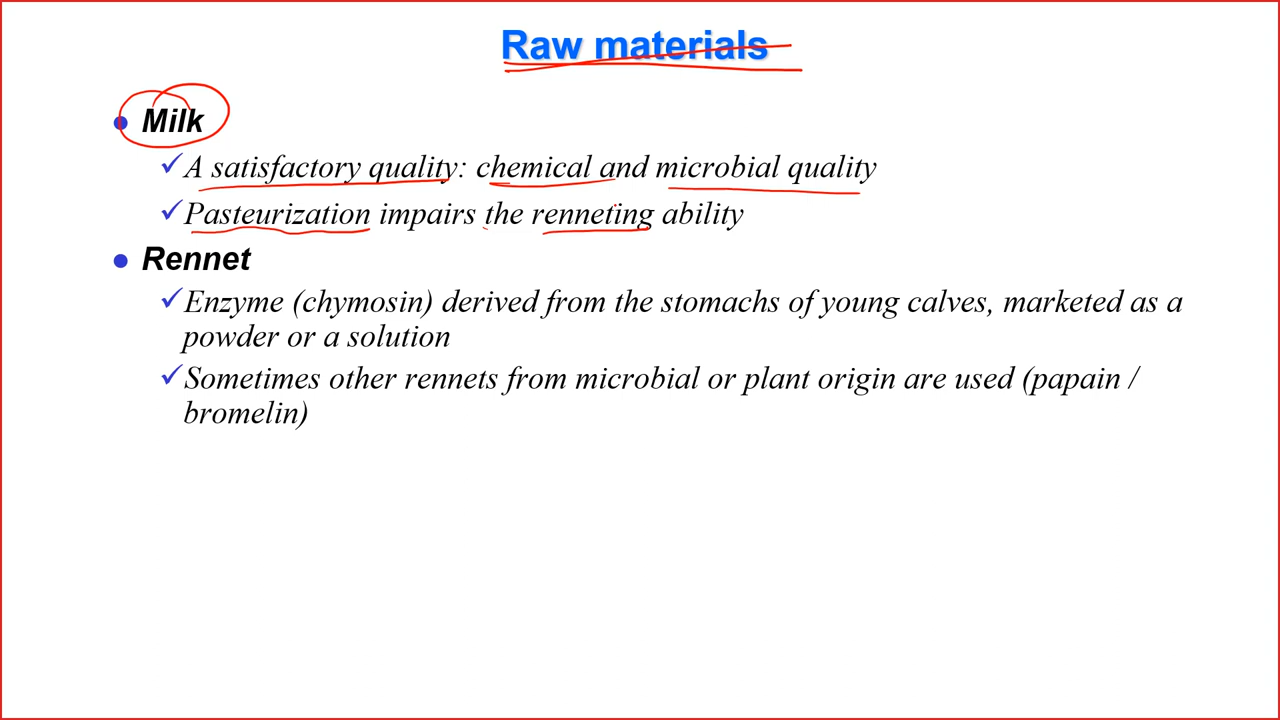 Raw materials
Milk
A satisfactory quality: chemical and microbial quality
Pasteurization impairs the renneting ability
Rennet
Enzyme (chymosin) derived from the stomachs of young calves, marketed as a
powder or a solution
Sometimes other rennets from microbial or plant origin are used (papain /
bromelin)